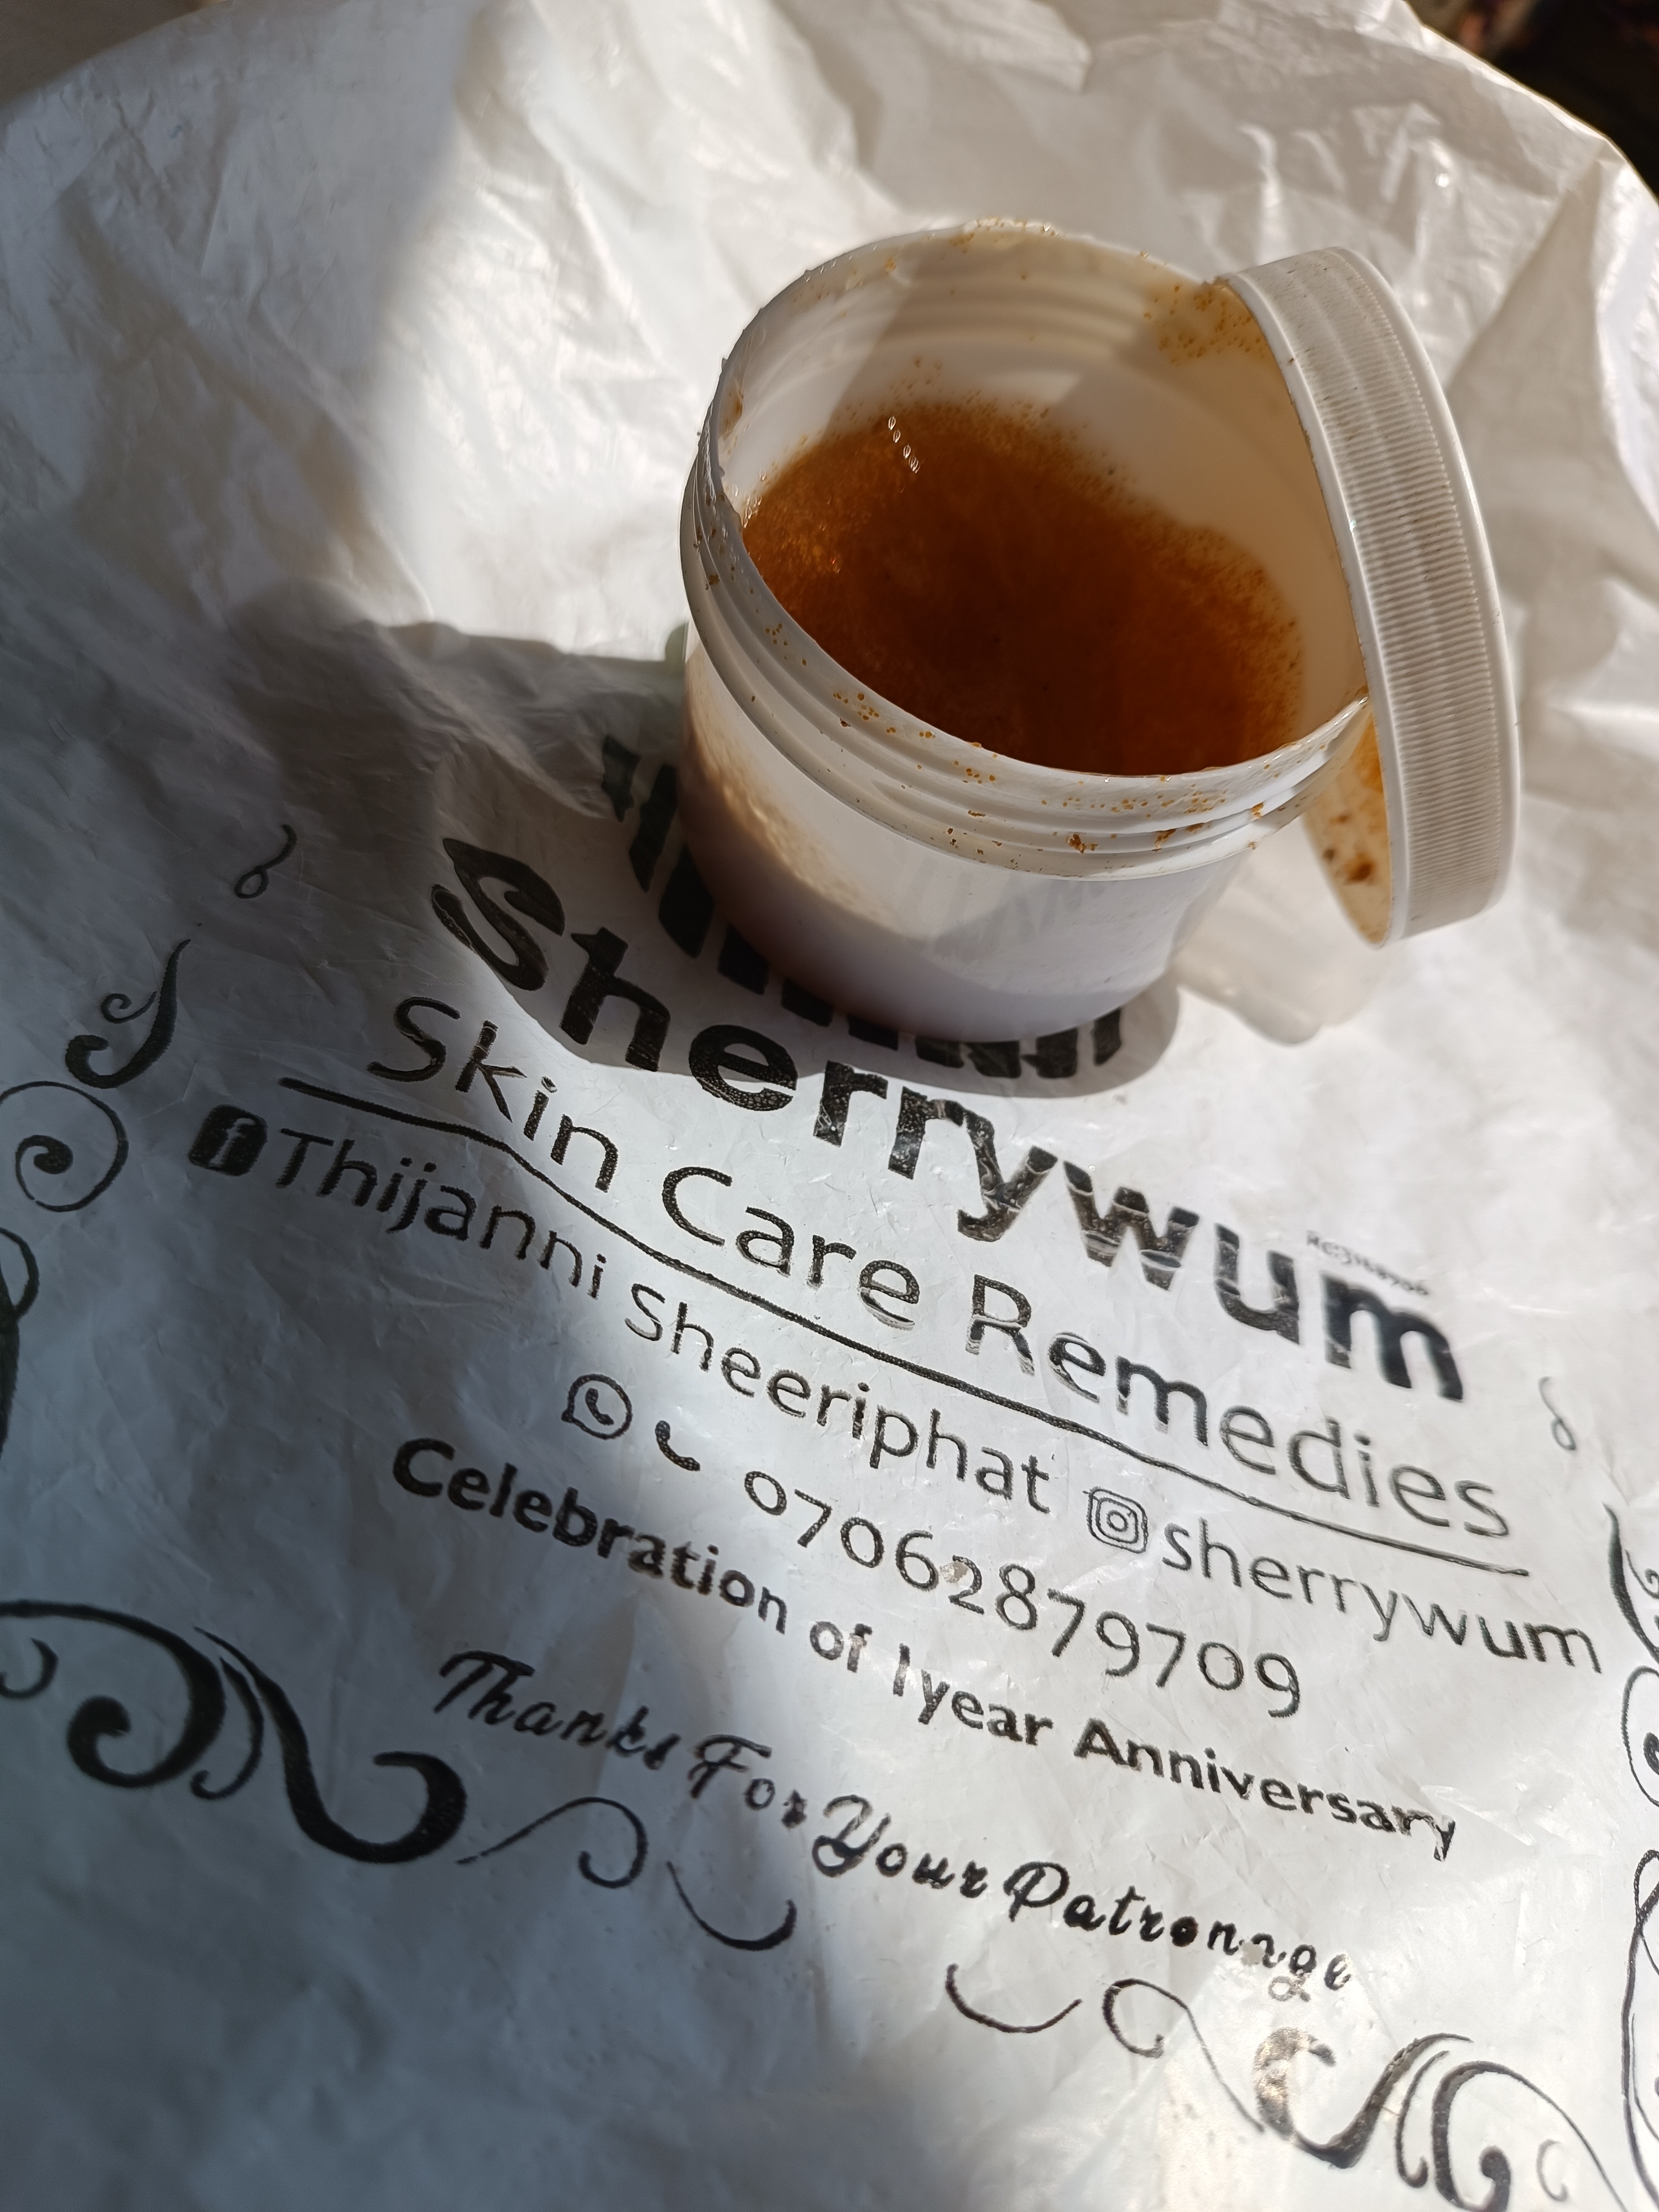 Sherrywum
Skin Care Remedies
Thijanni Sheeriphat @sherrywum
07062879709
Celebration of 1year Anniversary
Thanks For Your Patronage